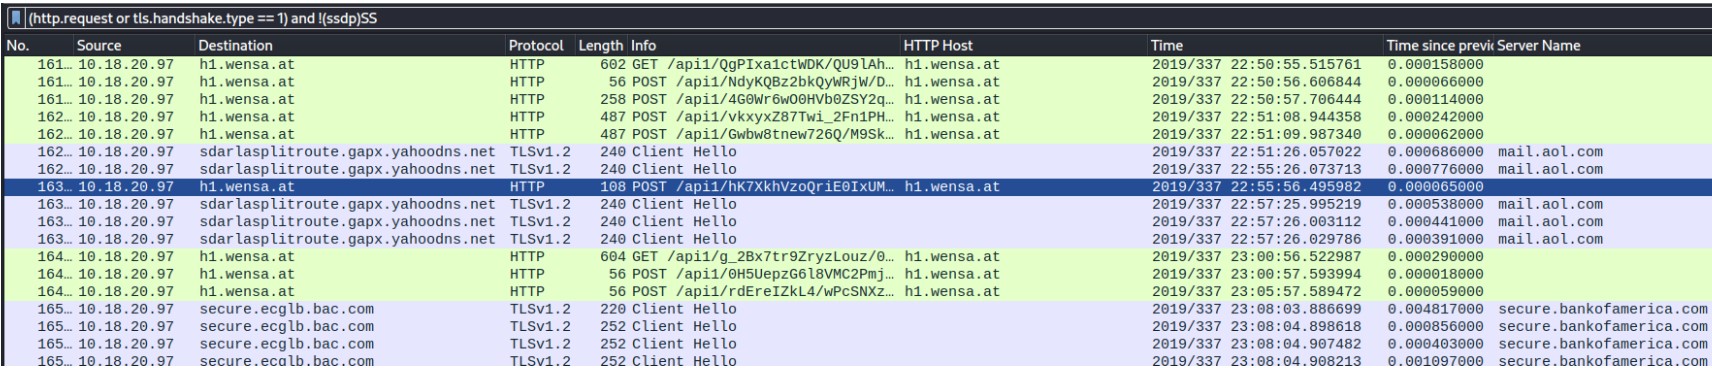 (http.request or tls.handshake.type == 1) and !(ssdp)SS
No. Source Destination Protocol Length Info HTTP Host Time Time since previ Server Name
161… 10.18.20.97 h1.wensa.at HTTP 602 GET /api1/QgPIxa1ctWDK/QU9lAh… h1.wensa.at 2019/337 22:50:55.515761 0.000158000
161… 10.18.20.97 h1.wensa.at HTTP 56 POST /api1/NdyKQBz2bkQyWRjW/D… h1.wensa.at 2019/337 22:50:56.606844 0.000066000
161… 10.18.20.97 h1.wensa.at HTTP 258 POST /api1/4G0Wr6wO0HVb0ZSY2q… h1.wensa.at 2019/337 22:50:57.706444 0.000114000
162… 10.18.20.97 h1.wensa.at HTTP 487 POST /api1/vkxyxZ87Twi_2Fn1PH… h1.wensa.at 2019/337 22:51:08.944358 0.000242000
162… 10.18.20.97 h1.wensa.at HTTP 487 POST /api1/Gwbw8tnew726Q/M9Sk… h1.wensa.at 2019/337 22:51:09.987340 0.000062000
162… 10.18.20.97 sdarlasplitroute.gapx.yahoodns.net TLSv1.2 240 Client Hello 2019/337 22:51:26.057022 0.000686000 mail.aol.com
162… 10.18.20.97 sdarlasplitroute.gapx.yahoodns.net TLSv1.2 240 Client Hello 2019/337 22:55:26.073713 0.000776000 mail.aol.com
163… 10.18.20.97 h1.wensa.at HTTP 108 POST /api1/hK7XkhVzoQriE0IxUM… h1.wensa.at 2019/337 22:55:56.495982 0.000065000
163… 10.18.20.97 sdarlasplitroute.gapx.yahoodns.net TLSv1.2 240 Client Hello 2019/337 22:57:25.995219 0.000538000 mail.aol.com
163… 10.18.20.97 sdarlasplitroute.gapx.yahoodns.net TLSv1.2 240 Client Hello 2019/337 22:57:26.003112 0.000441000 mail.aol.com
163… 10.18.20.97 sdarlasplitroute.gapx.yahoodns.net TLSv1.2 240 Client Hello 2019/337 22:57:26.029786 0.000391000 mail.aol.com
164… 10.18.20.97 h1.wensa.at HTTP 604 GET /api1/g_2Bx7tr9ZryzLouz/0… h1.wensa.at 2019/337 23:00:56.522987 0.000290000
164… 10.18.20.97 h1.wensa.at HTTP 56 POST /api1/0H5UepzG6l8VMC2Pmj… h1.wensa.at 2019/337 23:00:57.593994 0.000018000
164… 10.18.20.97 h1.wensa.at HTTP 56 POST /api1/rdEreIZkL4/wPcSNXz… h1.wensa.at 2019/337 23:05:57.589472 0.000059000
165… 10.18.20.97 secure.ecglb.bac.com TLSv1.2 220 Client Hello 2019/337 23:08:03.886699 0.004817000 secure.bankofamerica.com
165… 10.18.20.97 secure.ecglb.bac.com TLSv1.2 252 Client Hello 2019/337 23:08:04.898618 0.000856000 secure.bankofamerica.com
165… 10.18.20.97 secure.ecglb.bac.com TLSv1.2 252 Client Hello 2019/337 23:08:04.907482 0.000403000 secure.bankofamerica.com
165… 10.18.20.97 secure.ecglb.bac.com TLSv1.2 252 Client Hello 2019/337 23:08:04.908213 0.001097000 secure.bankofamerica.com